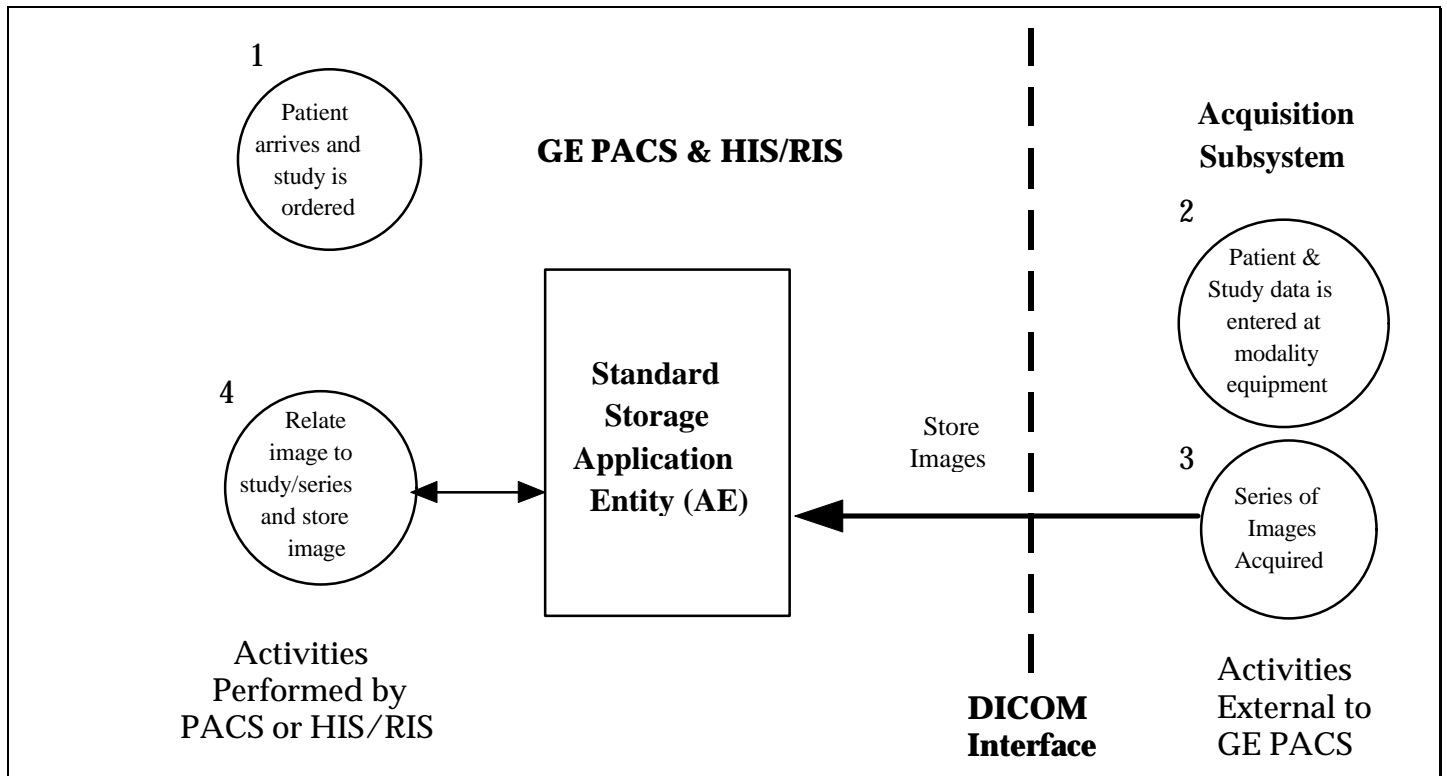 1
Patient
arrives and
study is
ordered
GE PACS & HIS/RIS
Acquisition
Subsystem
2
Patient &
Study data is
entered at
modality
equipment
Standard
Storage
Application
Entity (AE)
4
Relate
image to
study/series
and store
image
Store
Images
3
Series of
Images
Acquired
Activities
Performed by
PACS or HIS/RIS
DICOM
Interface
Activities
External to
GE PACS